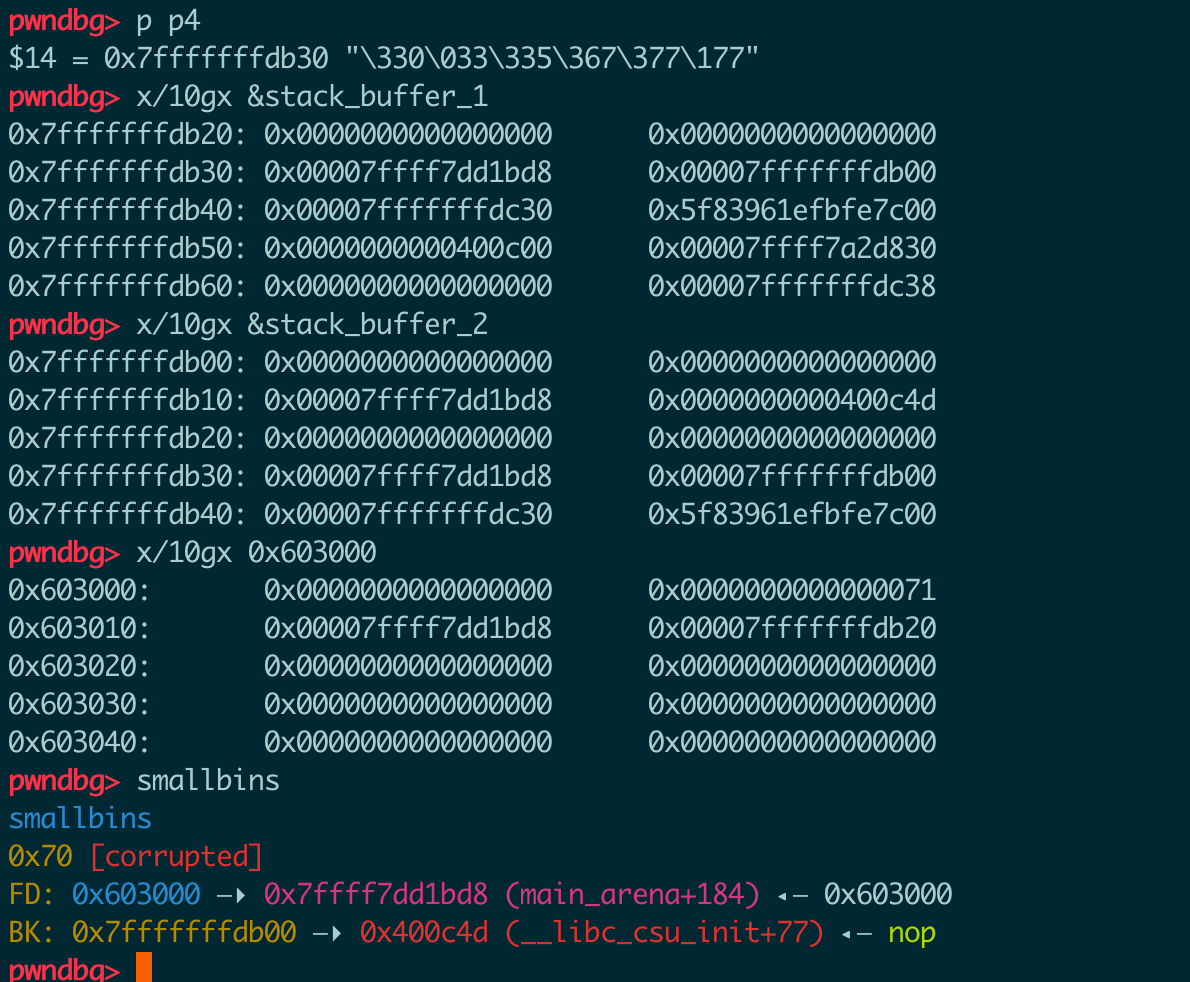 pwndbg> p p4
$14 = 0x7fffffffdb30 "\330\033\335\367\377\177"
pwndbg> x/10gx &stack_buffer_1
0x7fffffffdb20: 0x0000000000000000 0x0000000000000000
0x7fffffffdb30: 0x00007ffff7dd1bd8 0x00007fffffffdb00
0x7fffffffdb40: 0x00007fffffffdc30 0x5f83961efbfe7c00
0x7fffffffdb50: 0x0000000000400c00 0x00007ffff7a2d830
0x7fffffffdb60: 0x0000000000000000 0x00007fffffffdc38
pwndbg> x/10gx &stack_buffer_2
0x7fffffffdb00: 0x0000000000000000 0x0000000000000000
0x7fffffffdb10: 0x00007ffff7dd1bd8 0x0000000000400c4d
0x7fffffffdb20: 0x0000000000000000 0x0000000000000000
0x7fffffffdb30: 0x00007ffff7dd1bd8 0x00007fffffffdb00
0x7fffffffdb40: 0x00007fffffffdc30 0x5f83961efbfe7c00
pwndbg> x/10gx 0x603000
0x603000: 0x0000000000000000 0x0000000000000071
0x603010: 0x00007ffff7dd1bd8 0x00007fffffffdb20
0x603020: 0x0000000000000000 0x0000000000000000
0x603030: 0x0000000000000000 0x0000000000000000
0x603040: 0x0000000000000000 0x0000000000000000
pwndbg> smallbins
smallbins
0x70 [corrupted]
FD: 0x603000 —▸ 0x7ffff7dd1bd8 (main_arena+184) ◂— 0x603000
BK: 0x7fffffffdb00 —▸ 0x400c4d (__libc_csu_init+77) ◂— nop
pwndbg>